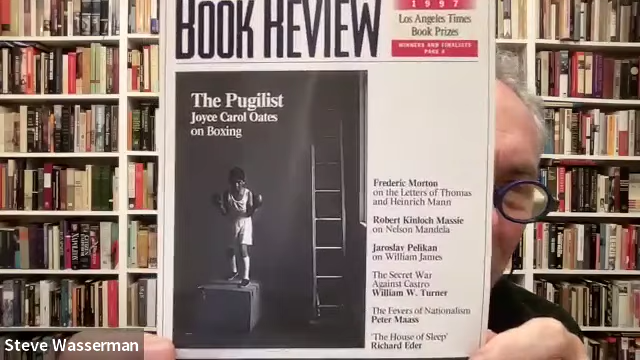 BOOK REVIEW
1997
Los Angeles Times
Book Prizes
WINNERS AND FINALISTS
PAGE
The Pugilist
Joyce Carol Oates
on Boxing
Frederic Morton
on the Letters of Thomas
and Heinrich Mann
Robert Kinloch Massie
on Nelson Mandela
Jaroslav Pelikan
on William James
The Secret War
Against Castro
William W. Turner
The Fevers of Nationalism
Peter Maass
'The House of Sleep'
Richard Eder
Steve Wasserman